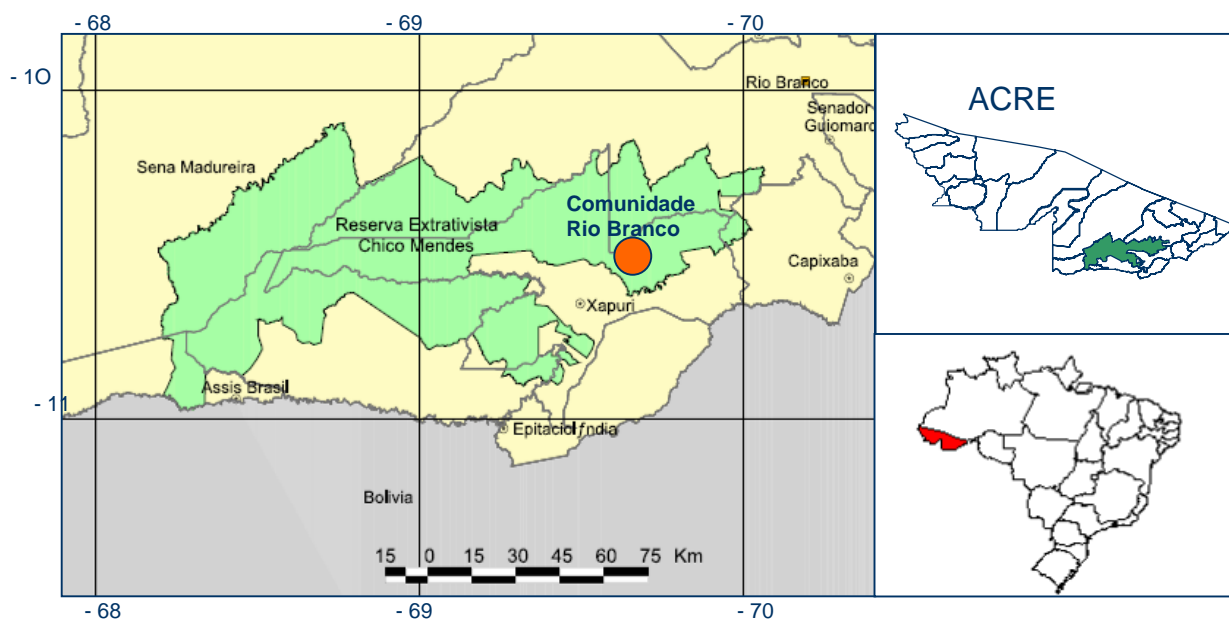 - 68
- 69
- 70
- 1O
Rio Branco
Senador
Guiomard
Sena Madureira
Comunidade
Rio Branco
Reserva Extrativista
Chico Mendes
Capixaba
Xapuri
Assis Brasil
- 11
Epitaciolƒndia
Bolivia
15 0 15 30 45 60 75 Km
- 68
- 69
- 70
ACRE